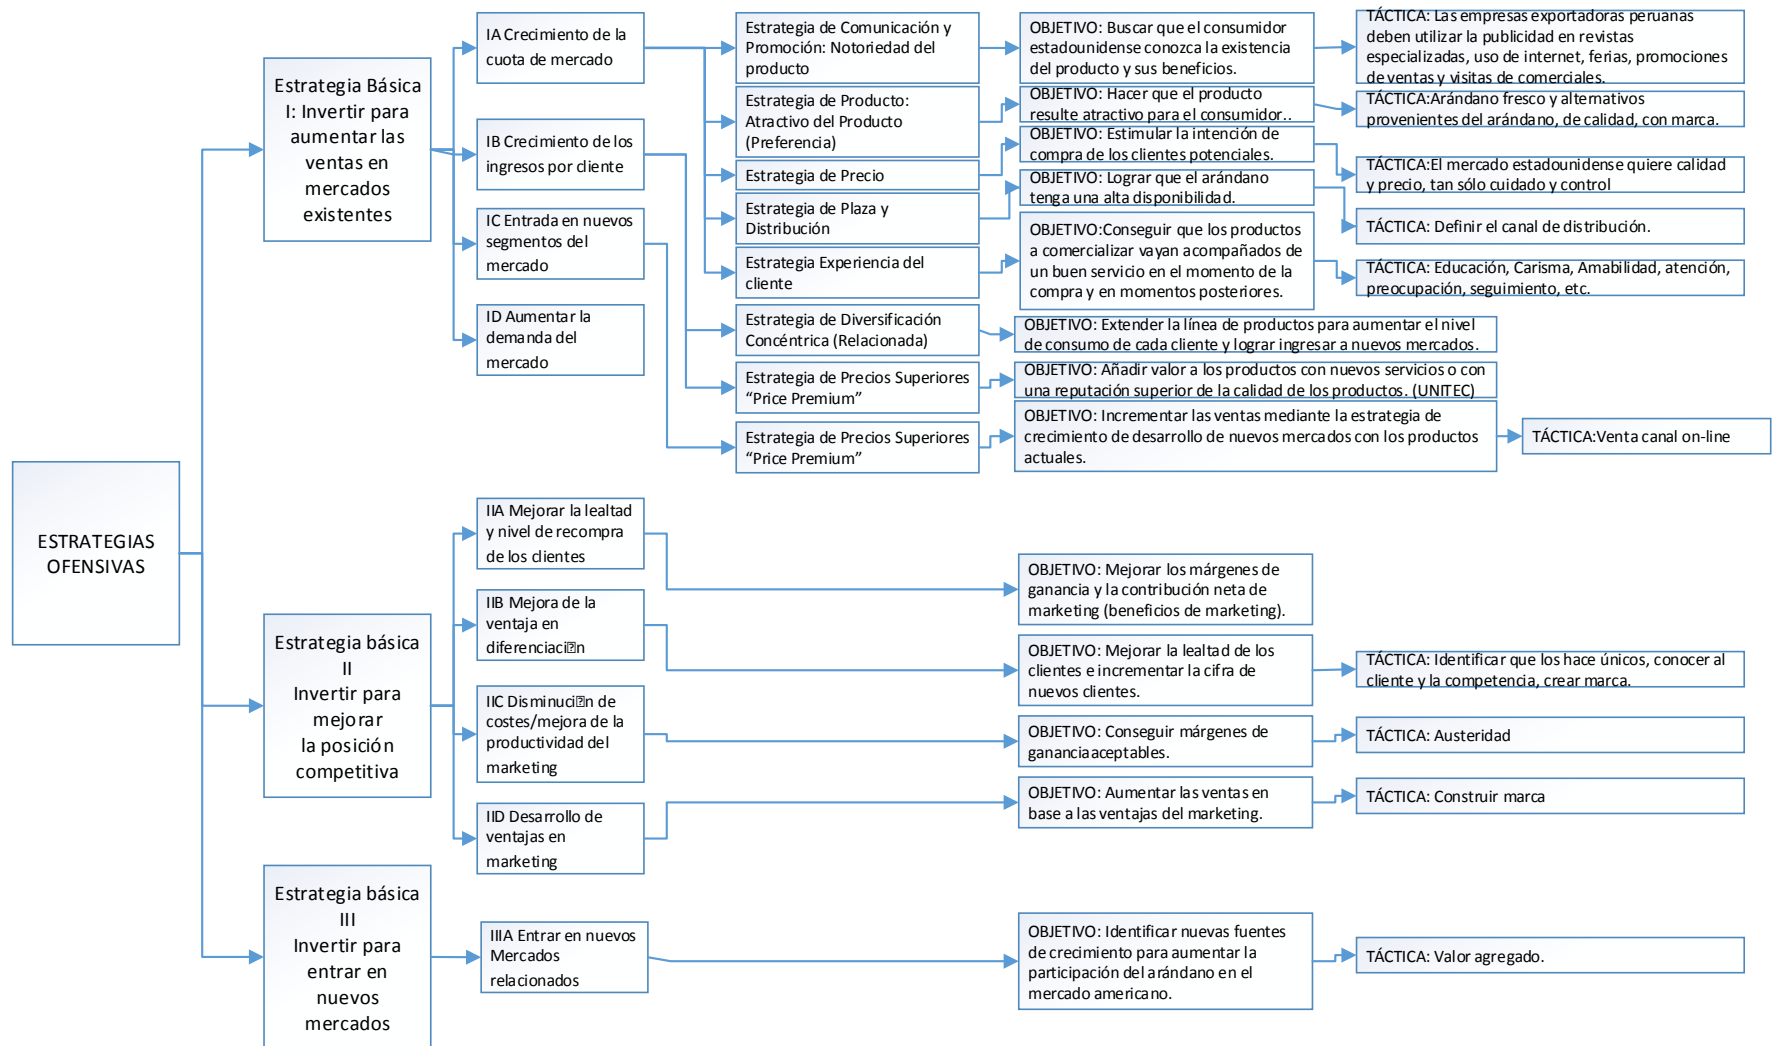 ESTRATEGIAS
OFENSIVAS
Estrategia Básica
I: Invertir para
aumentar las
ventas en
mercados
existentes
IA Crecimiento de la
cuota de mercado
IB Crecimiento de los
ingresos por cliente
IC Entrada en nuevos
segmentos del
mercado
ID Aumentar la
demanda del
mercado
Estrategia de Comunicación y
Promoción: Notoriedad del
producto
Estrategia de Producto:
Atractivo del Producto
(Preferencia)
Estrategia de Precio
Estrategia de Plaza y
Distribución
Estrategia Experiencia del
cliente
Estrategia de Diversificación
Concéntrica (Relacionada)
Estrategia de Precios Superiores
“Price Premium”
Estrategia de Precios Superiores
“Price Premium”
OBJETIVO: Buscar que el consumidor
estadounidense conozca la existencia
del producto y sus beneficios.
OBJETIVO: Hacer que el producto
resulte atractivo para el consumidor..
OBJETIVO: Estimular la intención de
compra de los clientes potenciales.
OBJETIVO: Lograr que el arándano
tenga una alta disponibilidad.
OBJETIVO:Conseguir que los productos
a comercializar vayan acompañados de
un buen servicio en el momento de la
compra y en momentos posteriores.
OBJETIVO: Extender la línea de productos para aumentar el nivel
de consumo de cada cliente y lograr ingresar a nuevos mercados.
OBJETIVO: Añadir valor a los productos con nuevos servicios o con
una reputación superior de la calidad de los productos. (UNITEC)
OBJETIVO: Incrementar las ventas mediante la estrategia de
crecimiento de desarrollo de nuevos mercados con los productos
actuales.
TÁCTICA: Las empresas exportadoras peruanas
deben utilizar la publicidad en revistas
especializadas, uso de internet, ferias, promociones
de ventas y visitas de comerciales.
TÁCTICA:Arándano fresco y alternativos
provenientes del arándano, de calidad, con marca.
TÁCTICA:El mercado estadounidense quiere calidad
y precio, tan sólo cuidado y control
TÁCTICA: Definir el canal de distribución.
TÁCTICA: Educación, Carisma, Amabilidad, atención,
preocupación, seguimiento, etc.
TÁCTICA:Venta canal on-line
Estrategia básica
II
Invertir para
mejorar
la posición
competitiva
IIA Mejorar la lealtad
y nivel de recompra
de los clientes
IIB Mejora de la
ventaja en
diferenciaci�n
IIC Disminuci�n de
costes/mejora de la
productividad del
marketing
IID Desarrollo de
ventajas en
marketing
OBJETIVO: Mejorar los márgenes de
ganancia y la contribución neta de
marketing (beneficios de marketing).
OBJETIVO: Mejorar la lealtad de los
clientes e incrementar la cifra de
nuevos clientes.
OBJETIVO: Conseguir márgenes de
ganancia aceptables.
OBJETIVO: Aumentar las ventas en
base a las ventajas del marketing.
TÁCTICA: Identificar que los hace únicos, conocer al
cliente y la competencia, crear marca.
TÁCTICA: Austeridad
TÁCTICA: Construir marca
Estrategia básica
III
Invertir para
entrar en
nuevos
mercados
IIIA Entrar en nuevos
Mercados
relacionados
OBJETIVO: Identificar nuevas fuentes
de crecimiento para aumentar la
participación del arándano en el
mercado americano.
TÁCTICA: Valor agregado.